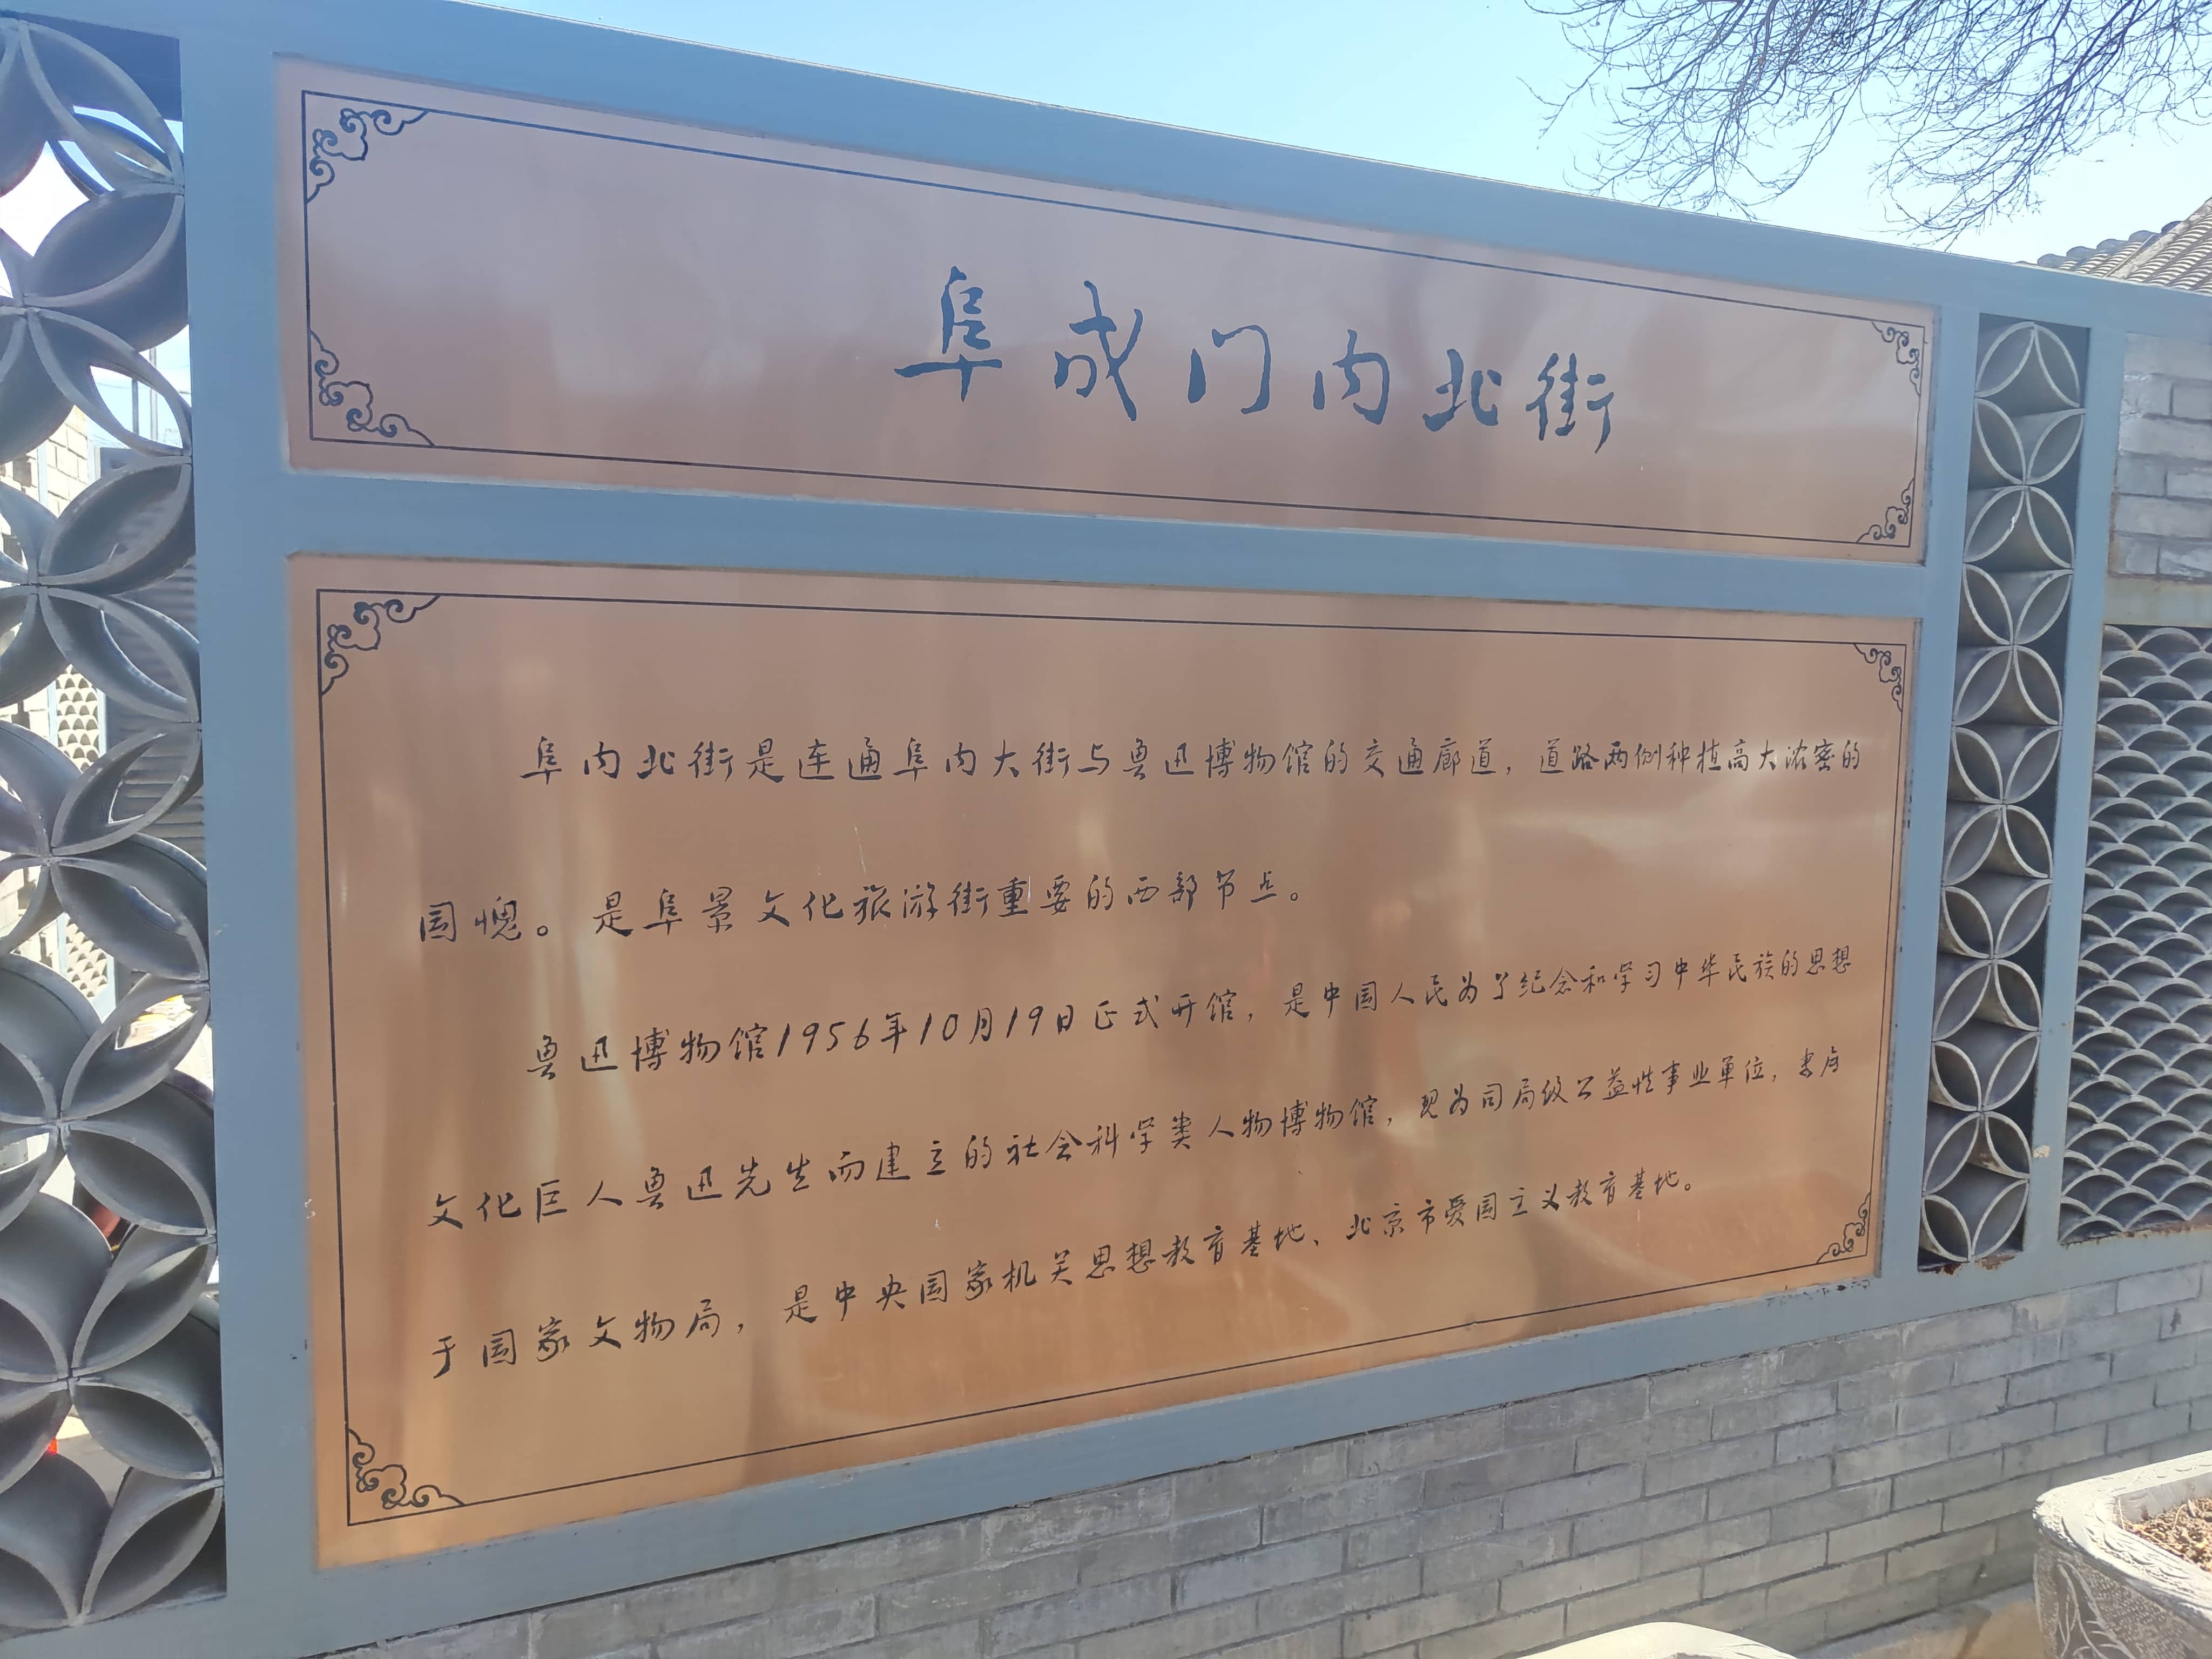 阜成门内北街
阜内北街是连通阜内大街与鲁迅博物馆的交通廊道，道路两侧种植高大浓密的
国槐。是阜景文化旅游街重要的西部节点。
鲁迅博物馆1956年10月19日正式开馆，是中国人民为了纪念和学习中华民族的思想
文化巨人鲁迅先生而建立的社会科学类人物博物馆，现为司局级公益性事业单位，隶属
于国家文物局，是中央国家机关思想教育基地、北京市爱国主义教育基地。